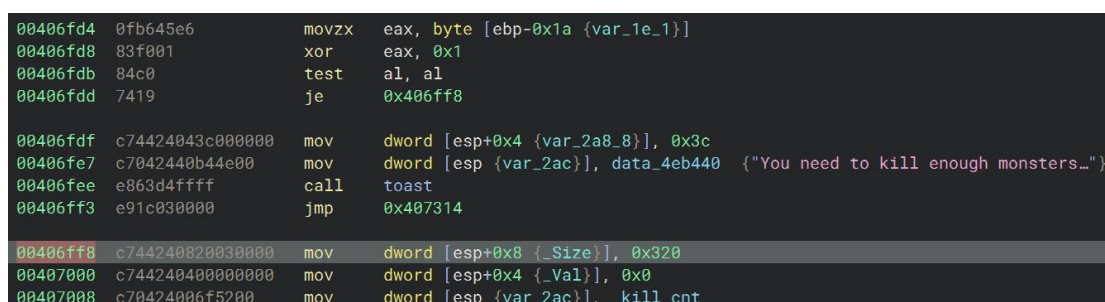 00406fd4 0fb645e6 movzx eax, byte [ebp-0x1a {var_1e_1}]
00406fd8 83f001 xor eax, 0x1
00406fdb 84c0 test al, al
00406fdd 7419 je 0x406ff8
00406fdf c74424043c000000 mov dword [esp+0x4 {var_2a8_8}], 0x3c
00406fe7 c7042440b44e00 mov dword [esp {var_2ac}], data_4eb440 {"You need to kill enough monsters…"}
00406fee e863d4ffff call toast
00406ff3 e91c030000 jmp 0x407314
00406ff8 c744240820030000 mov dword [esp+0x8 {_Size}], 0x320
00407000 c744240400000000 mov dword [esp+0x4 {_Val}], 0x0
00407008 c70424006f5200 mov dword [esp {var_2ac}], kill_cnt